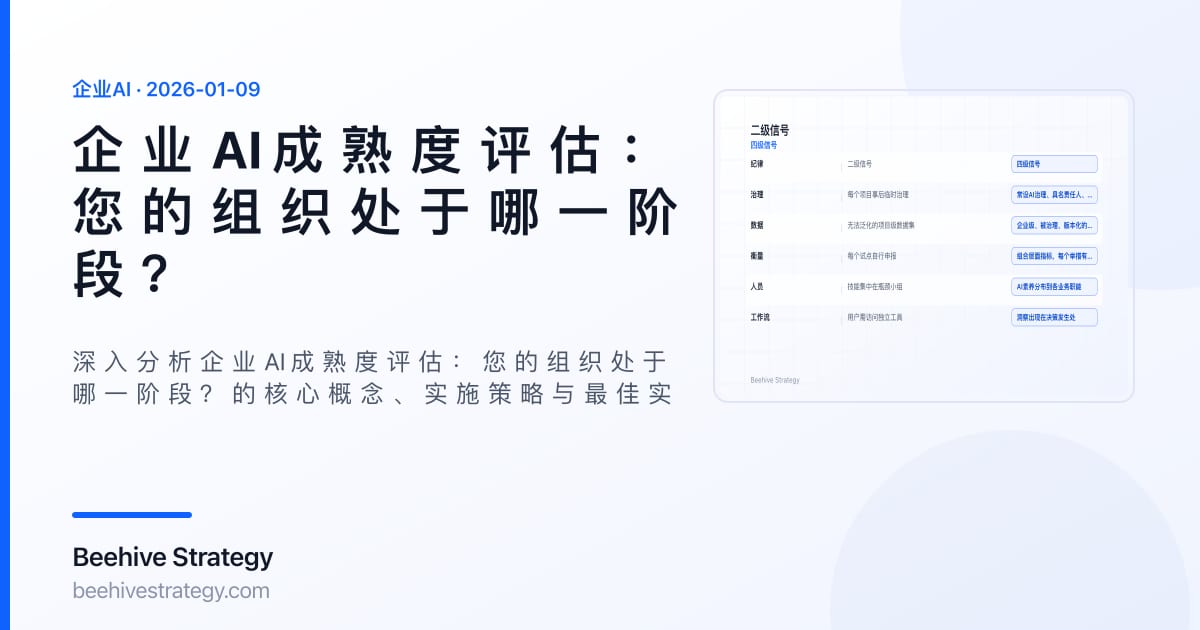 企业AI · 2026-01-09
企业AI成熟度评估：
您的组织处于哪一阶
段？
深入分析企业AI成熟度评估： 您的组织处于
哪一阶段？ 的核心概念、实施策略与最佳实
Beehive Strategy
beehivestrategy.com
二级信号
四级信号
纪律 二级信号 四级信号
治理 每个项目事后临时治理 常设AI治理、具名责任人、...
数据 无法泛化的项目级数据集 企业级、被治理、版本化的...
衡量 每个试点自行申报 组合层面指标，每个举措有...
人员 技能集中在瓶颈小组 AI素养分布到各业务职能
工作流 用户需访问独立工具 洞察出现在决策发生处
Beehive Strategy